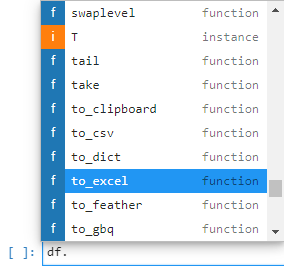 f swaplevel function
i T instance
f tail function
f take function
f to_clipboard function
f to_csv function
f to_dict function
f to_excel function
f to_feather function
f to_gbq function
[ ]: df.